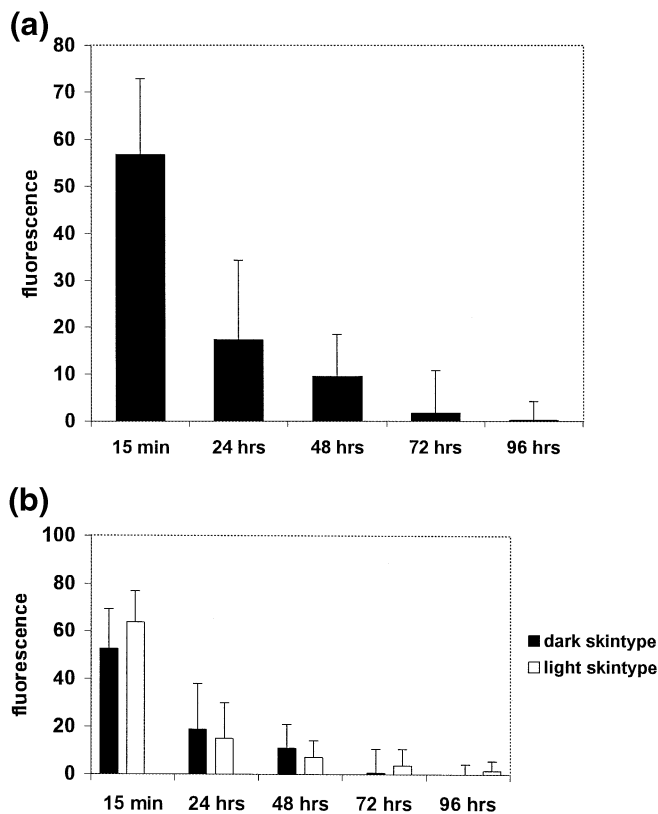 (a)
80
70
60
50
40
30
20
10
0
fluorescence
15 min 24 hrs 48 hrs 72 hrs 96 hrs
(b)
100
80
60
40
20
0
fluorescence
dark skintype
light skintype
15 min 24 hrs 48 hrs 72 hrs 96 hrs